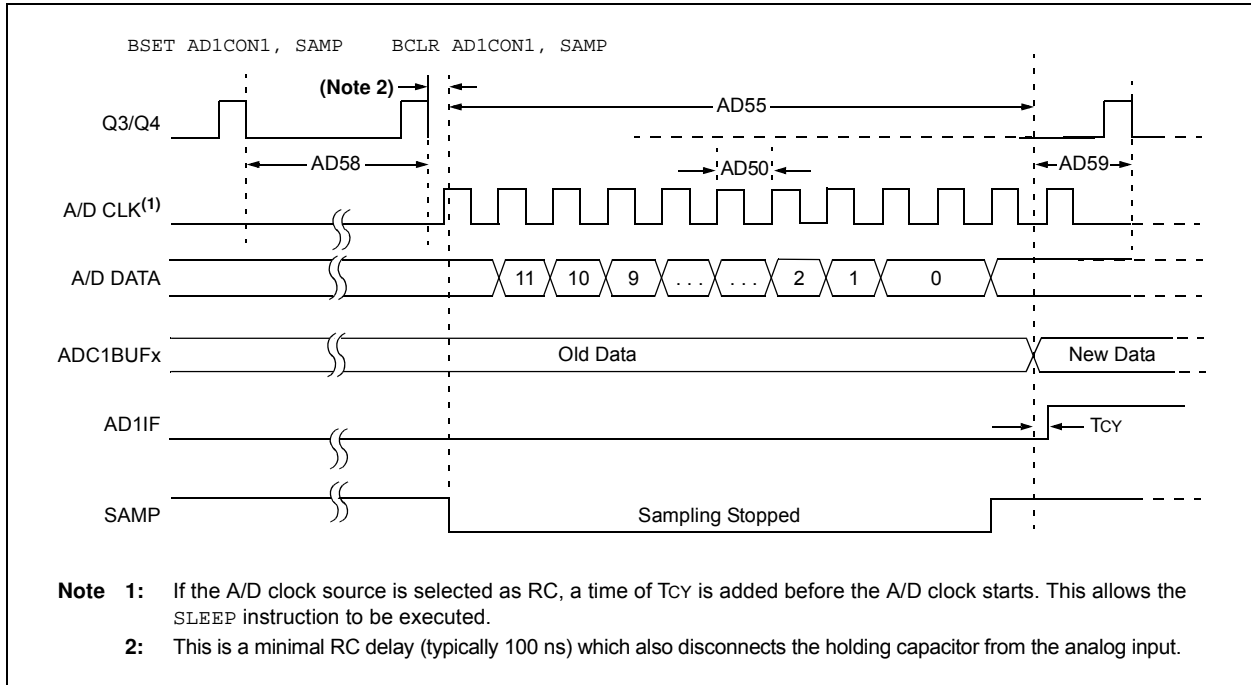 BSET AD1CON1, SAMP BCLR AD1CON1, SAMP
(Note 2)
AD55
Q3/Q4
AD58
AD50
AD59
A/D CLK(1)
A/D DATA 11 10 9 . . . . . . 2 1 0
ADC1BUFx Old Data New Data
AD1IF TCY
SAMP Sampling Stopped
Note 1: If the A/D clock source is selected as RC, a time of TCY is added before the A/D clock starts. This allows the
SLEEP instruction to be executed.
2: This is a minimal RC delay (typically 100 ns) which also disconnects the holding capacitor from the analog input.